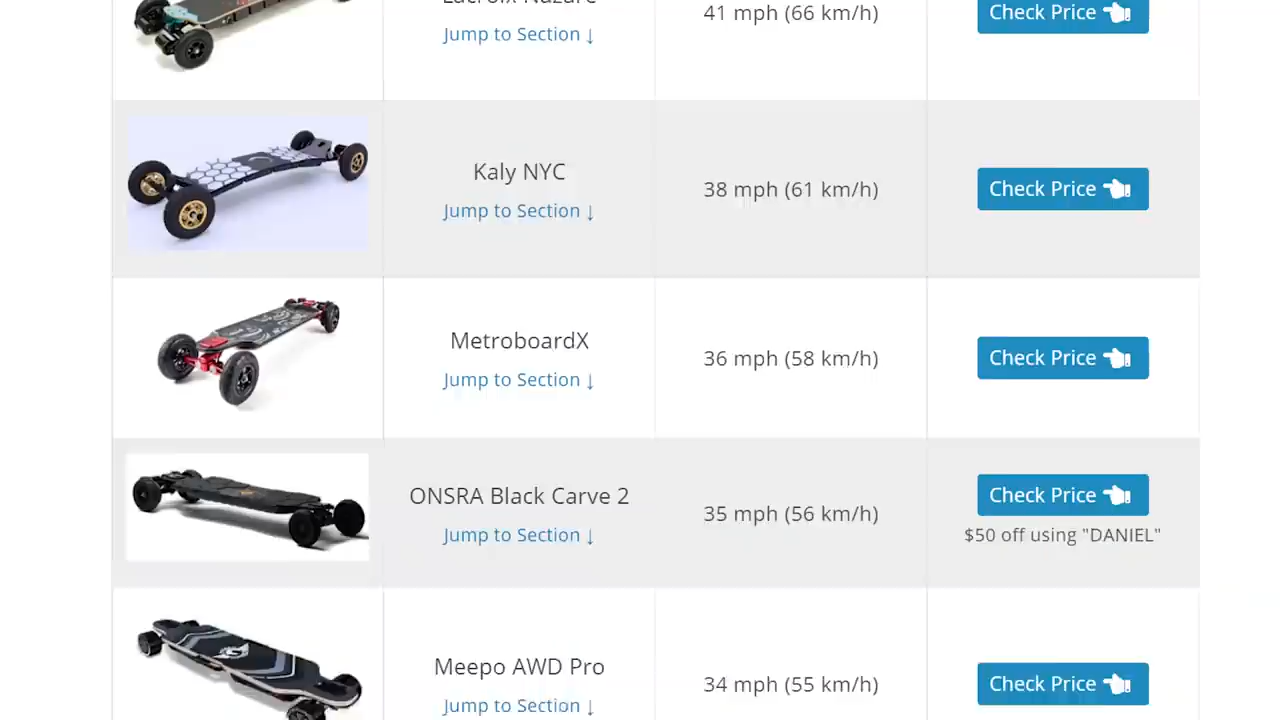 Lacroix Nazare
41 mph (66 km/h)
Check Price
Jump to Section ↓
Kaly NYC
Jump to Section ↓
38 mph (61 km/h)
Check Price
MetroboardX
Jump to Section ↓
36 mph (58 km/h)
Check Price
ONSRA Black Carve 2
Jump to Section ↓
35 mph (56 km/h)
Check Price
$50 off using "DANIEL"
Meepo AWD Pro
Jump to Section ↓
34 mph (55 km/h)
Check Price